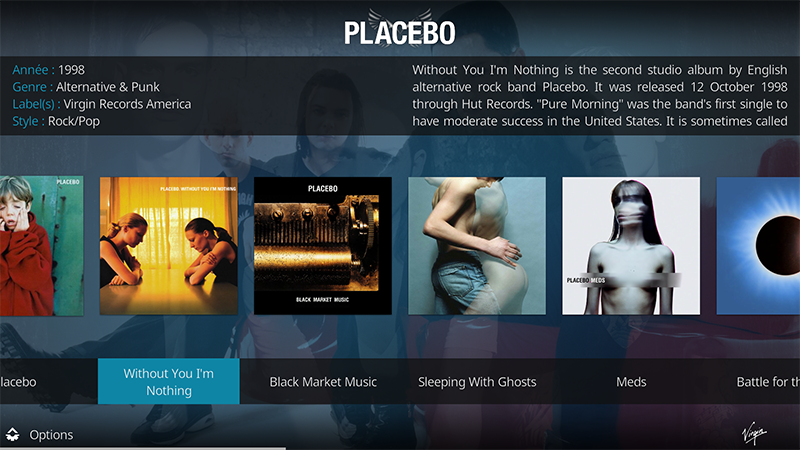 PLACEBO
Année : 1998
Genre : Alternative & Punk
Label(s) : Virgin Records America
Style : Rock/Pop
Without You I'm Nothing is the second studio album by English
alternative rock band Placebo. It was released 12 October 1998
through Hut Records. "Pure Morning" was the band's first single to
have moderate success in the United States. It is sometimes called
PLACEBO
PLACEBO WITHOUT YOU I'M NOTHING
PLACEBO
BLACK MARKET MUSIC
PLACEBO MEDS
lacebo
Without You I'm
Nothing
Black Market Music
Sleeping With Ghosts
Meds
Battle for th
Options
Virgin